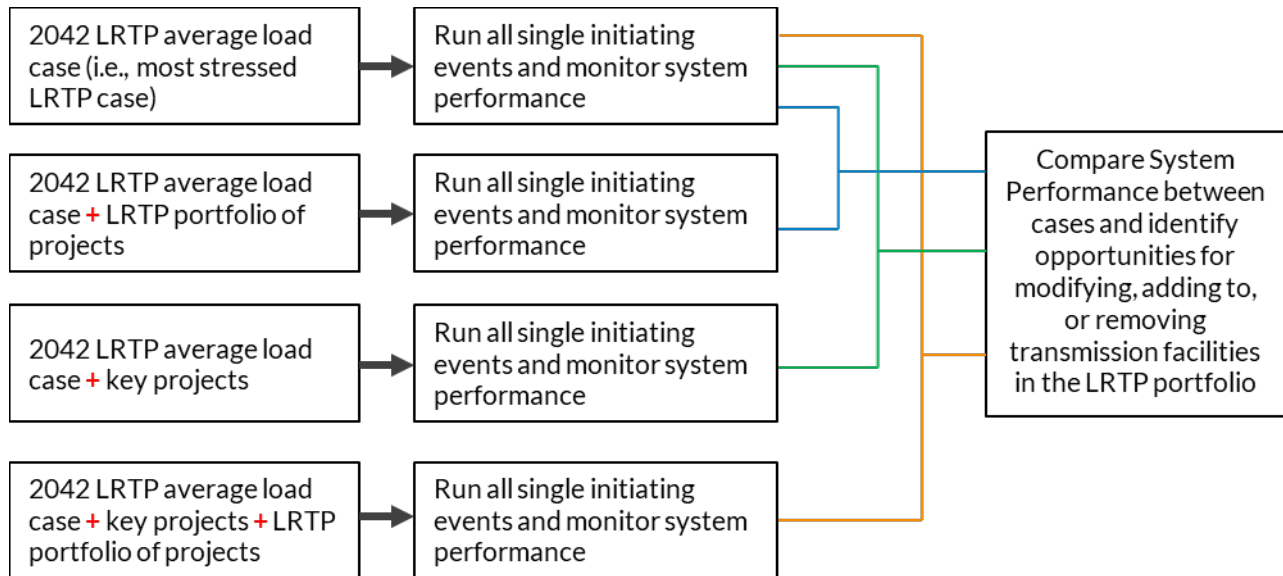 2042 LRTP average load
case (i.e., most stressed
LRTP case)
Run all single initiating
events and monitor system
performance
2042 LRTP average load
case + LRTP portfolio of
projects
Run all single initiating
events and monitor system
performance
2042 LRTP average load
case + key projects
Run all single initiating
events and monitor system
performance
2042 LRTP average load
case + key projects + LRTP
portfolio of projects
Run all single initiating
events and monitor system
performance
Compare System
Performance between
cases and identify
opportunities for
modifying, adding to,
or removing
transmission facilities
in the LRTP portfolio